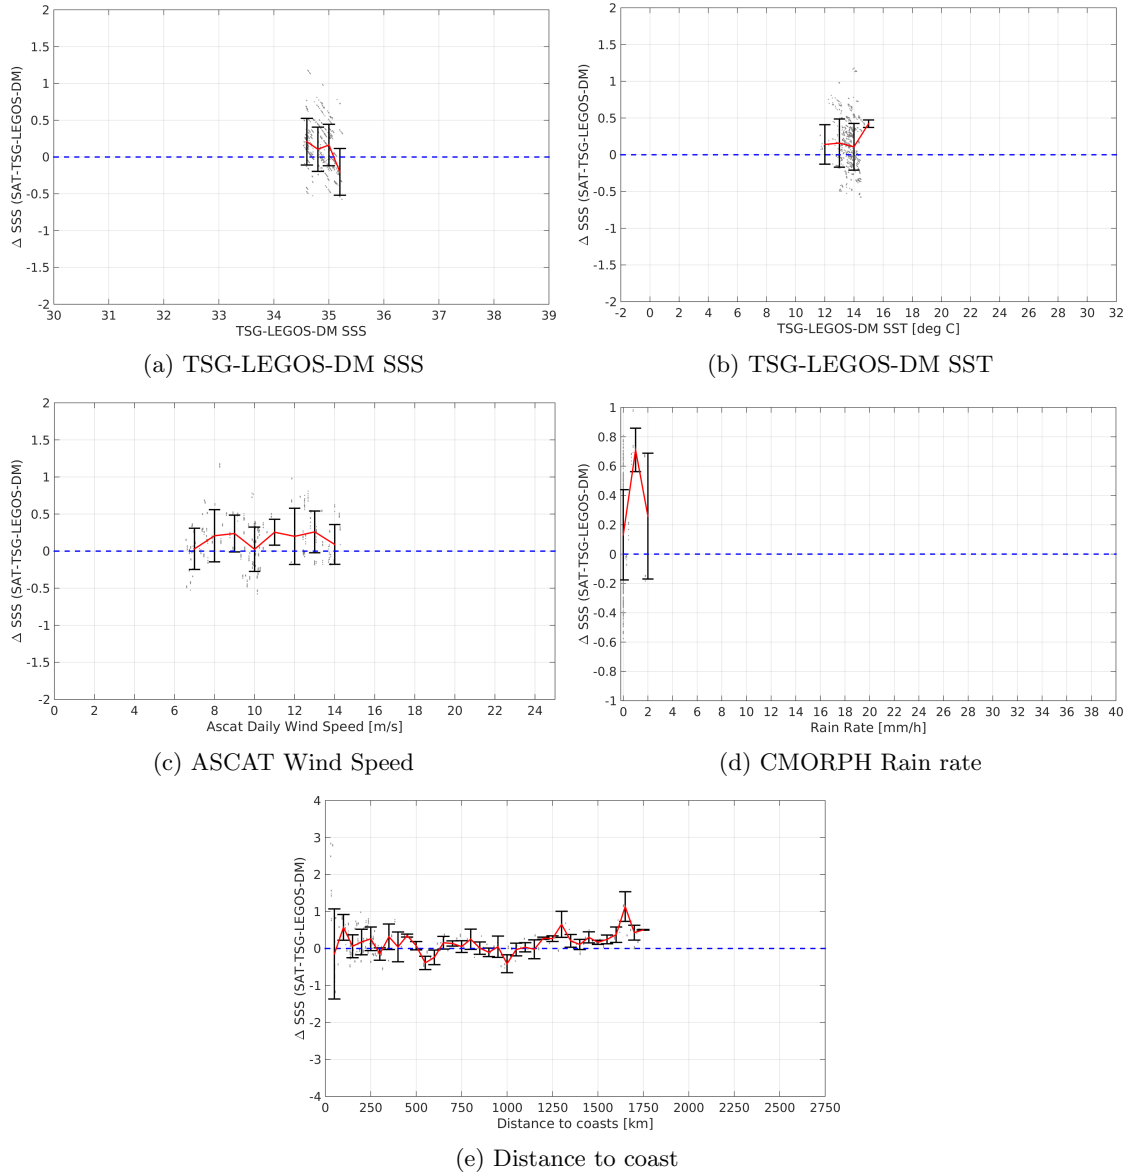 2
1.5
1
0.5
0
-0.5
-1
-1.5
-2
Δ SSS (SAT-TSG-LEGOS-DM)
30 31 32 33 34 35 36 37 38 39
TSG-LEGOS-DM SSS
(a) TSG-LEGOS-DM SSS
2
1.5
1
0.5
0
-0.5
-1
-1.5
-2
Δ SSS (SAT-TSG-LEGOS-DM)
-2 0 2 4 6 8 10 12 14 16 18 20 22 24 26 28 30 32
TSG-LEGOS-DM SST [deg C]
(b) TSG-LEGOS-DM SST
2
1.5
1
0.5
0
-0.5
-1
-1.5
-2
Δ SSS (SAT-TSG-LEGOS-DM)
0 2 4 6 8 10 12 14 16 18 20 22 24
Ascat Daily Wind Speed [m/s]
(c) ASCAT Wind Speed
1
0.8
0.6
0.4
0.2
0
-0.2
-0.4
-0.6
-0.8
-1
Δ SSS (SAT-TSG-LEGOS-DM)
0 2 4 6 8 10 12 14 16 18 20 22 24 26 28 30 32 34 36 38 40
Rain Rate [mm/h]
(d) CMORPH Rain rate
4
3
2
1
0
-1
-2
-3
-4
Δ SSS (SAT-TSG-LEGOS-DM)
0 250 500 750 1000 1250 1500 1750 2000 2250 2500 2750
Distance to coasts [km]
(e) Distance to coast